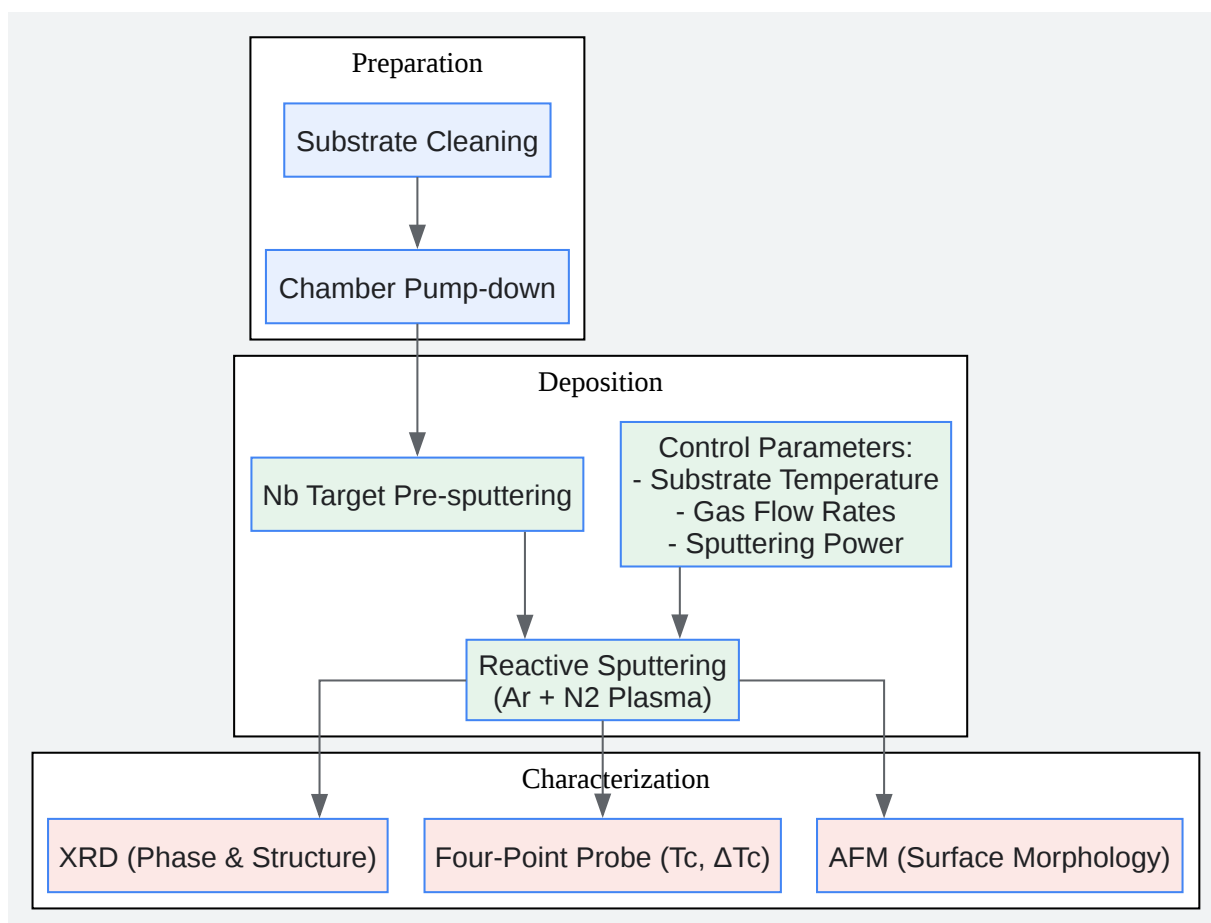 Preparation
Substrate Cleaning
Chamber Pump-down
Deposition
Nb Target Pre-sputtering
Control Parameters:
- Substrate Temperature
- Gas Flow Rates
- Sputtering Power
Reactive Sputtering
(Ar + N2 Plasma)
Characterization
XRD (Phase & Structure)
Four-Point Probe (Tc, ΔTc)
AFM (Surface Morphology)